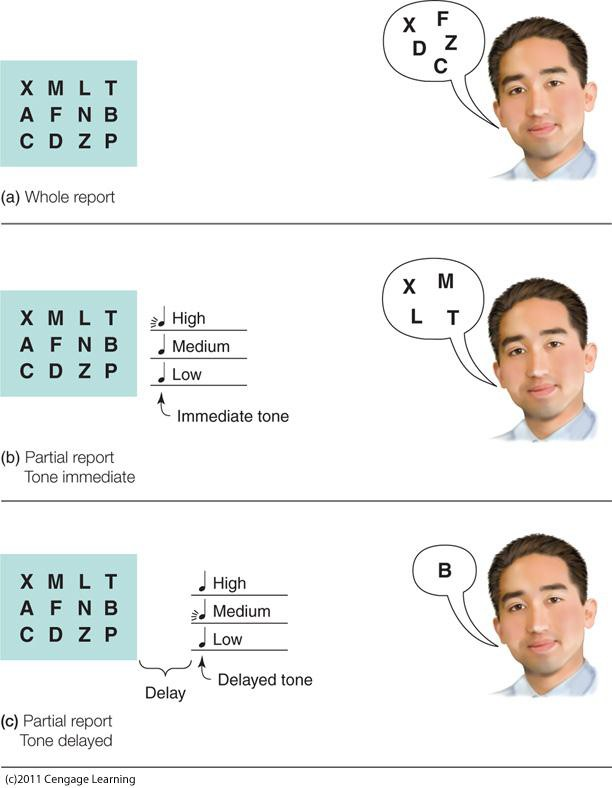 X F
D Z
C
X M L T
A F N B
C D Z P
(a) Whole report
X M
L T
X M L T
A F N B
C D Z P
High
Medium
Low
Immediate tone
(b) Partial report
Tone immediate
B
X M L T
A F N B
C D Z P
High
Medium
Low
Delay
Delayed tone
(c) Partial report
Tone delayed
(c)2011 Cengage Learning